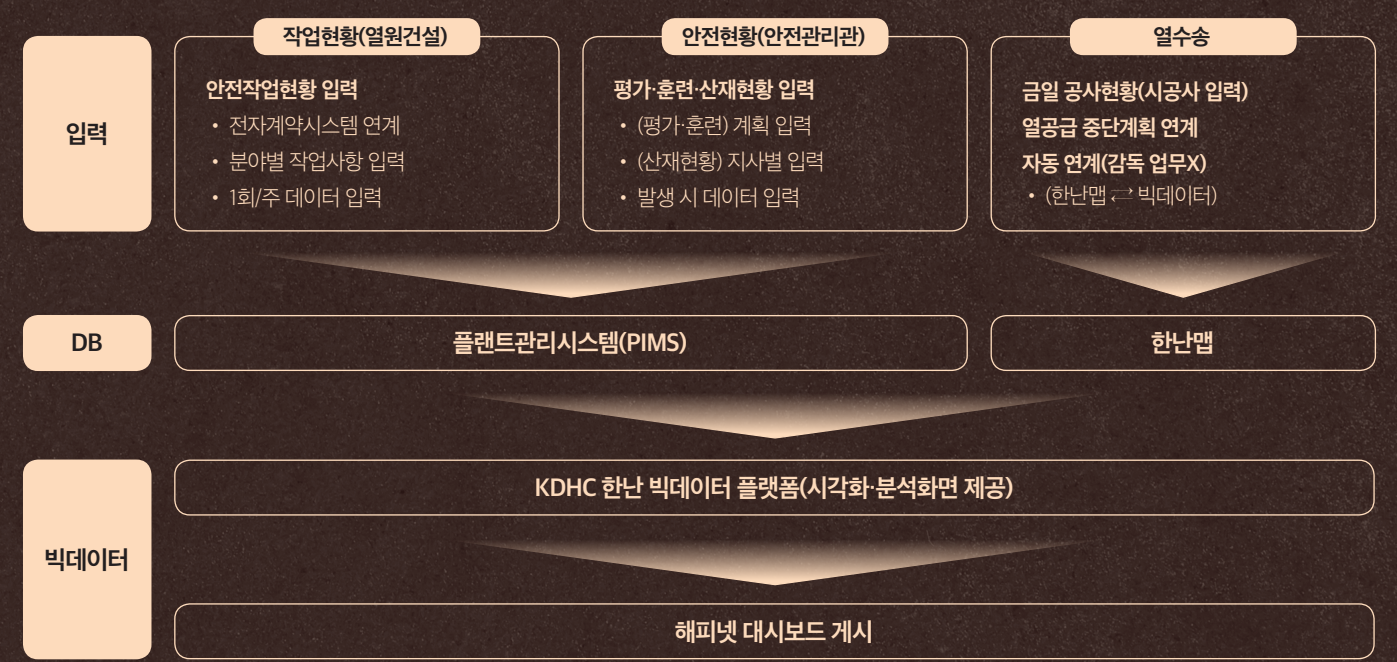 입력
작업현황(열원건설)
안전작업현황 입력
• 전자계약시스템 연계
• 분야별 작업사항 입력
• 1회/주 데이터 입력
안전현황(안전관리관)
평가·훈련·산재현황 입력
• (평가·훈련) 계획 입력
• (산재현황) 지사별 입력
• 발생 시 데이터 입력
열수송
금일 공사현황(시공사 입력)
열공급 중단계획 연계
자동 연계(감독 업무X)
• (한난맵 ⇄ 빅데이터)
DB
플랜트관리시스템(PIMS)
한난맵
빅데이터
KDHC 한난 빅데이터 플랫폼(시각화·분석화면 제공)
해피넷 대시보드 게시